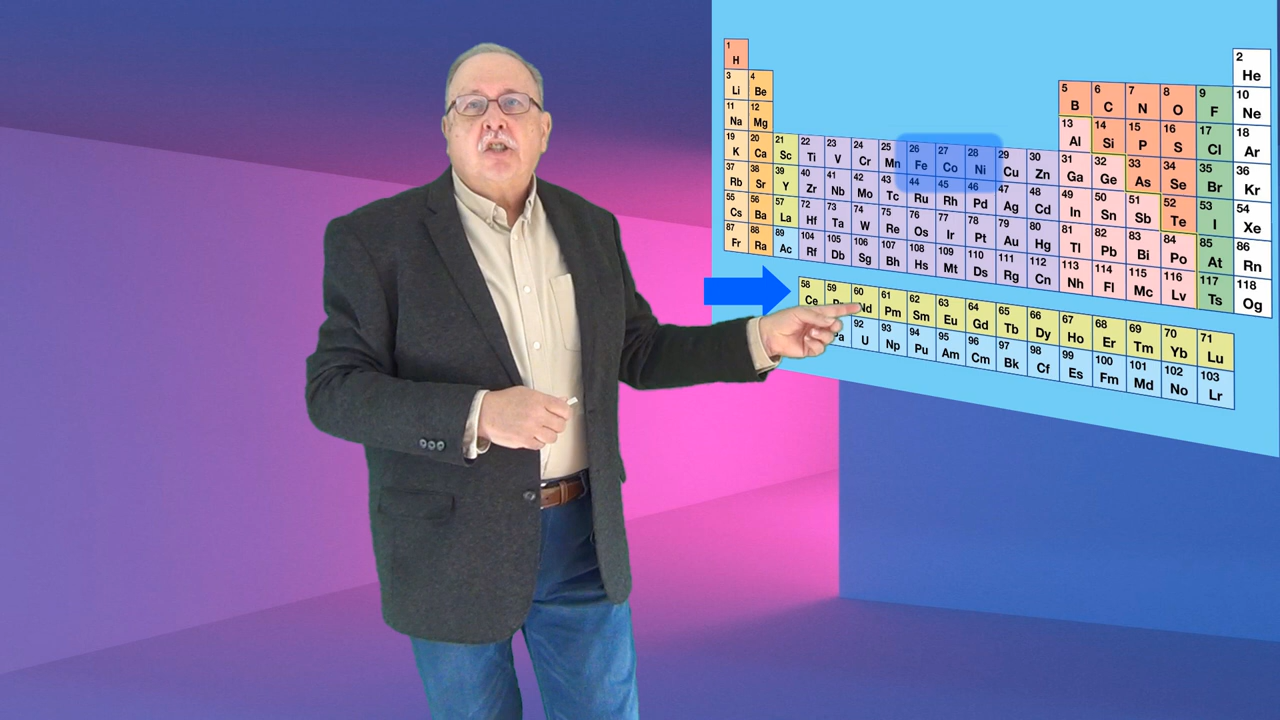 1 2
H He
3 4 5 6 7 8 9 10
Li Be B C N O F Ne
11 12 13 14 15 16 17 18
Na Mg Al Si P S Cl Ar
19 20 21 22 23 24 25 26 27 28 29 30 31 32 33 34 35 36
K Ca Sc Ti V Cr Mn Fe Co Ni Cu Zn Ga Ge As Se Br Kr
37 38 39 40 41 42 43 44 45 46 47 48 49 50 51 52 53 54
Rb Sr Y Zr Nb Mo Tc Ru Rh Pd Ag Cd In Sn Sb Te I Xe
55 56 57 72 73 74 75 76 77 78 79 80 81 82 83 84 85 86
Cs Ba La Hf Ta W Re Os Ir Pt Au Hg Tl Pb Bi Po At Rn
87 88 89 104 105 106 107 108 109 110 111 112 113 114 115 116 117 118
Fr Ra Ac Rf Db Sg Bh Hs Mt Ds Rg Cn Nh Fl Mc Lv Ts Og
58 59 60 61 62 63 64 65 66 67 68 69 70 71
Ce Nd Pm Sm Eu Gd Tb Dy Ho Er Tm Yb Lu
92 93 94 95 96 97 98 99 100 101 102 103
Pa U Np Pu Am Cm Bk Cf Es Fm Md No Lr